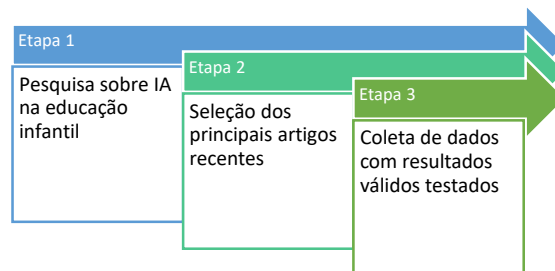 Etapa 1
Pesquisa sobre IA
na educação
infantil
Etapa 2
Seleção dos
principais artigos
recentes
Etapa 3
Coleta de dados
com resultados
válidos testados